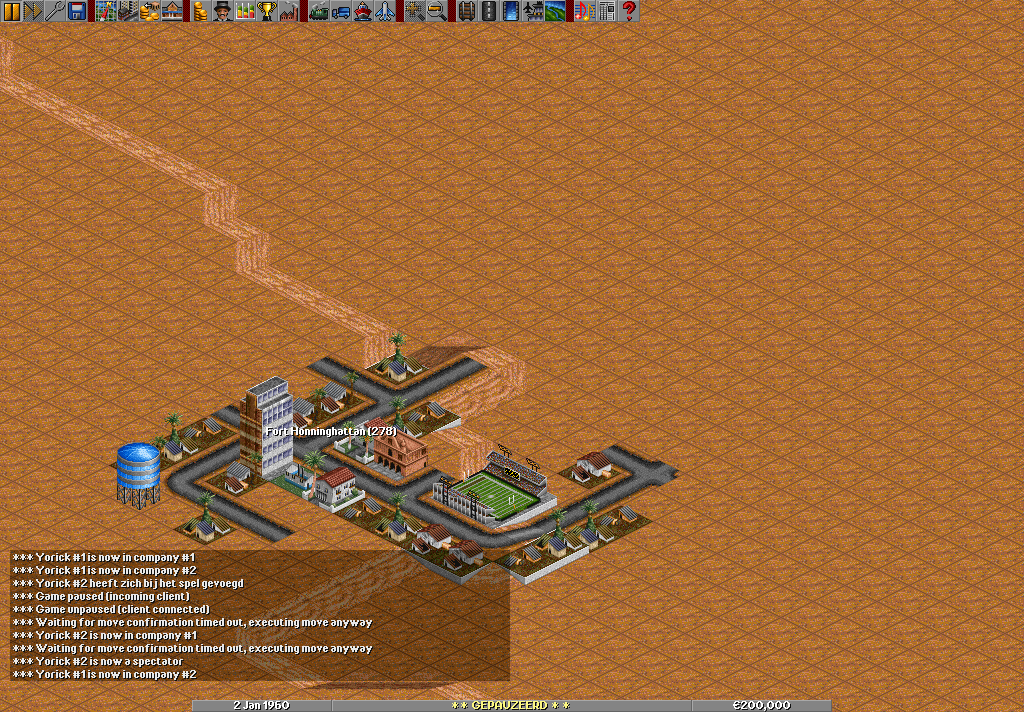 Fort Honninghattan (278)
*** Yorick #1 is now in company #1
*** Yorick #1 is now in company #2
*** Yorick #2 heeft zich bij het spel gevoegd
*** Game paused (incoming client)
*** Game unpaused (client connected)
*** Waiting for move confirmation timed out, executing move anyway
*** Yorick #2 is now in company #1
*** Waiting for move confirmation timed out, executing move anyway
*** Yorick #2 is now a spectator
*** Yorick #1 is now in company #2
2 Jan 1960
* * GEPAUZEERD * *
€200,000